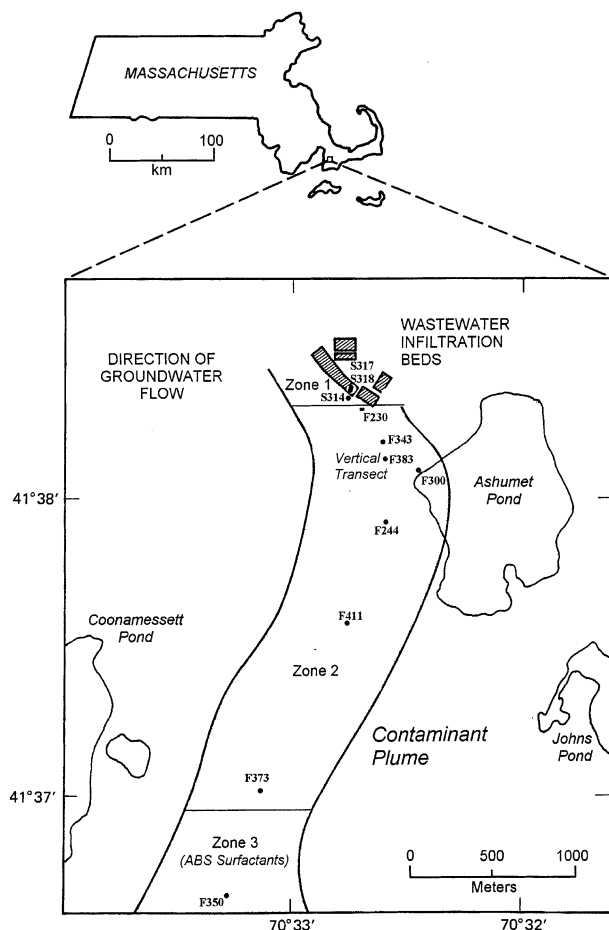 MASSACHUSETTS
0 100
km
WASTEWATER
INFILTRATION
BEDS
DIRECTION OF
GROUNDWATER
FLOW
S317
S318
Zone 1
S314
F230
F343
Vertical
Transect
F383
F300
Ashumet
Pond
41°38'
F244
F411
Coonamessett
Pond
Zone 2
Contaminant
Plume
Johns
Pond
F373
41°37'
Zone 3
(ABS Surfactants)
0 500 1000
Meters
F350
70°33' 70°32'